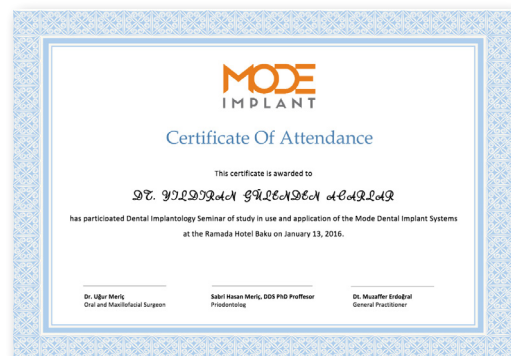 MODE
IMPLANT
Certificate Of Attendance
This certificate is awarded to
DT. YILDIRAN GÜLENDEN ACARLAR
has participated Dental Implantology Seminar of study in use and application of the Mode Dental Implant Systems
at the Ramada Hotel Baku on January 13, 2016.
Dr. Uğur Meriç
Oral and Maxillofacial Surgeon
Sabri Hasan Meriç, DDS PhD Proffesor
Priodontolog
Dt. Muzaffer Erdoğral
General Practitioner